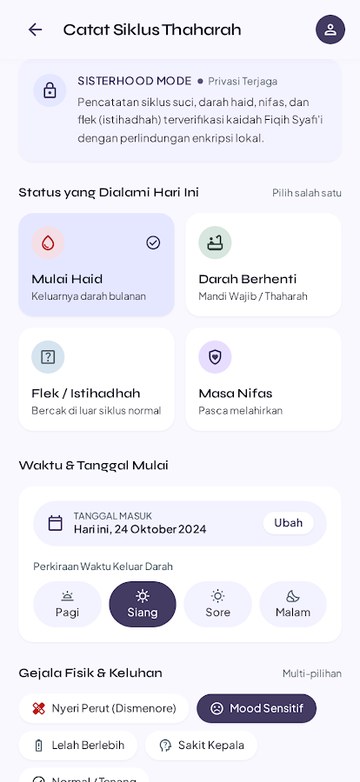 Catat Siklus Thaharah
SISTERHOOD MODE • Privasi Terjaga
Pencatatan siklus suci, darah haid, nifas, dan
flek (istihadhah) terverifikasi kaidah Fiqih Syafi'i
dengan perlindungan enkripsi lokal.
Status yang Dialami Hari Ini
Pilih salah satu
Mulai Haid
Keluarnya darah bulanan
Darah Berhenti
Mandi Wajib / Thaharah
Flek / Istihadhah
Bercak di luar siklus normal
Masa Nifas
Pasca melahirkan
Waktu & Tanggal Mulai
TANGGAL MASUK
Hari ini, 24 Oktober 2024
Ubah
Perkiraan Waktu Keluar Darah
Pagi
Siang
Sore
Malam
Gejala Fisik & Keluhan
Multi-pilihan
Nyeri Perut (Dismenore)
Mood Sensitif
Lelah Berlebih
Sakit Kepala
Normal / Tenang